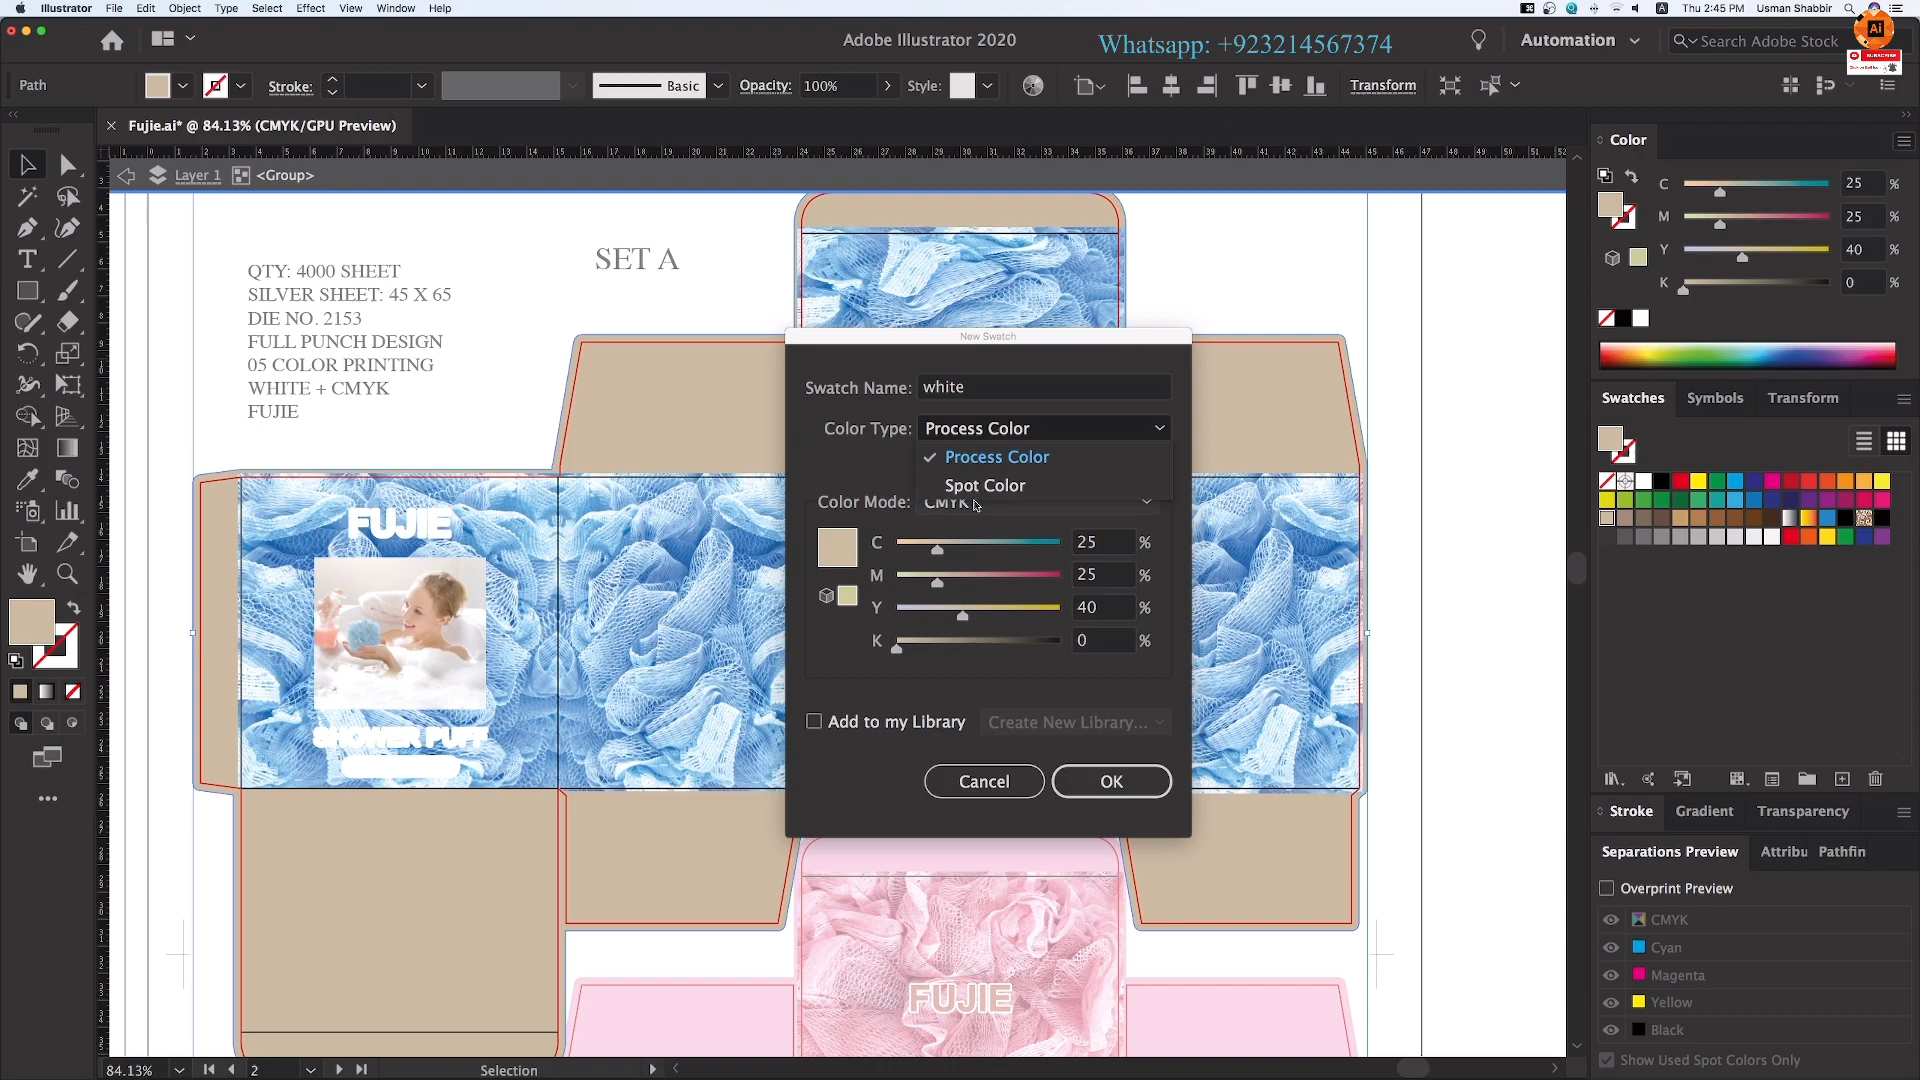 Illustrator File Edit Object Type Select Effect View Window Help
Thu 2:45 PM Usman Shabbir
Adobe Illustrator 2020
Whatsapp: +923214567374
Automation
Search Adobe Stock
Ai
SUBSCRIBE
Path
Stroke:
Basic
Opacity: 100%
Style:
Transform
Fujie.ai* @ 84.13% (CMYK/GPU Preview)
Layer 1 <Group>
QTY: 4000 SHEET
SILVER SHEET: 45 X 65
DIE NO. 2153
FULL PUNCH DESIGN
05 COLOR PRINTING
WHITE + CMYK
FUJIE
SET A
FUJIE
SHOWER PUFF
FUJIE
New Swatch
Swatch Name: white
Color Type: Process Color
Process Color
Spot Color
Color Mode: CMYK
C 25 %
M 25 %
Y 40 %
K 0 %
Add to my Library
Create New Library...
Cancel
OK
Color
C 25 %
M 25 %
Y 40 %
K 0 %
Swatches Symbols Transform
Stroke Gradient Transparency
Separations Preview Attribu Pathfin
Overprint Preview
CMYK
Cyan
Magenta
Yellow
Black
Show Used Spot Colors Only
84.13%
2
Selection